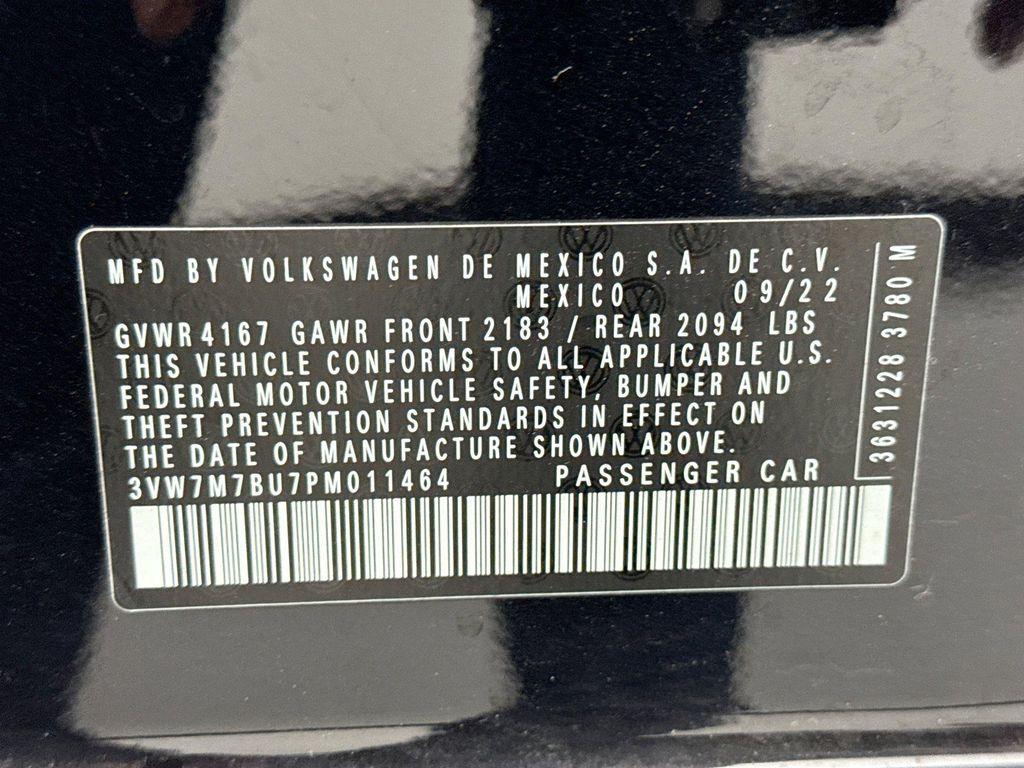 MFD BY VOLKSWAGEN DE MEXICO S.A. DE C.V.
MEXICO 09/22
GVWR 4167 GAWR FRONT 2183 / REAR 2094 LBS
THIS VEHICLE CONFORMS TO ALL APPLICABLE U.S.
FEDERAL MOTOR VEHICLE SAFETY, BUMPER AND
THEFT PREVENTION STANDARDS IN EFFECT ON
THE DATE OF MANUFACTURE SHOWN ABOVE.
3VW7M7BU7PM011464 PASSENGER CAR
3631228 3780 M